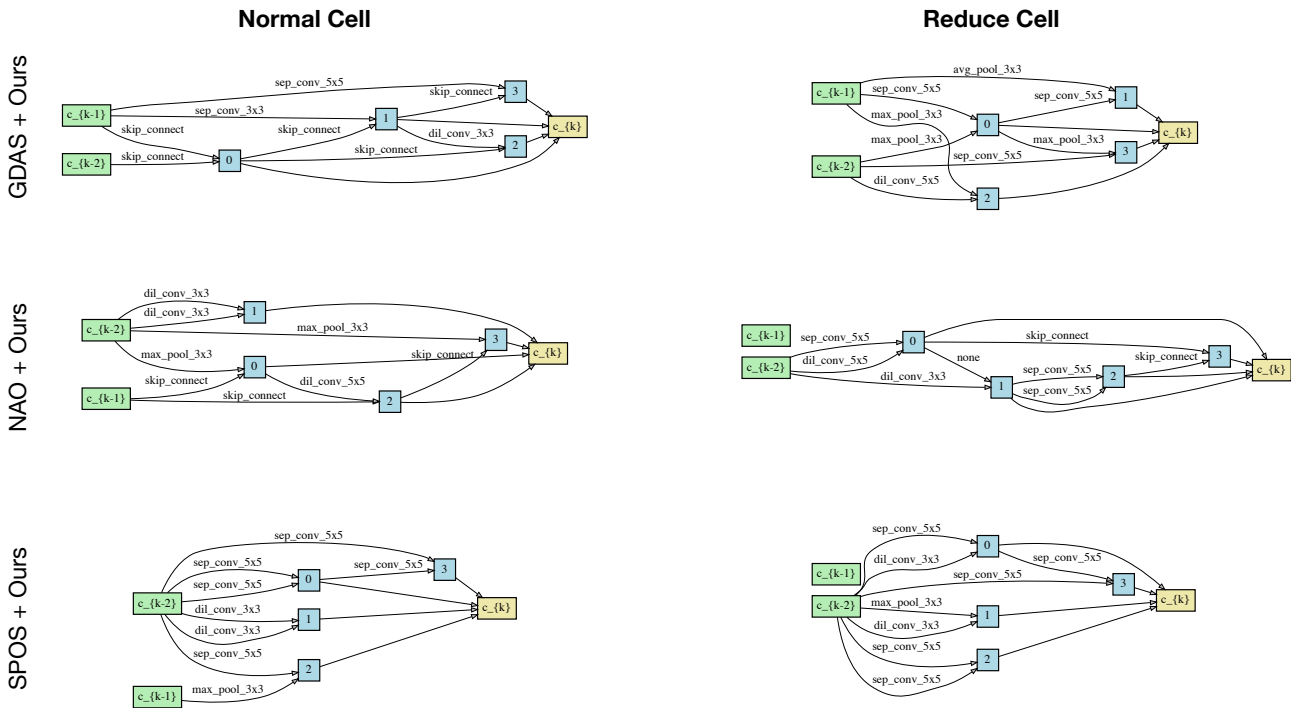 Normal Cell
Reduce Cell
GDAS + Ours
sep_conv_5x5
skip_connect
3
c_{k-1}
sep_conv_3x3
1
skip_connect
skip_connect
dil_conv_3x3
c_{k}
c_{k-2}
skip_connect
0
skip_connect
2
avg_pool_3x3
c_{k-1}
sep_conv_5x5
sep_conv_5x5
1
max_pool_3x3
0
c_{k}
max_pool_3x3
max_pool_3x3
3
c_{k-2}
sep_conv_5x5
dil_conv_5x5
2
NAO + Ours
dil_conv_3x3
dil_conv_3x3
1
c_{k-2}
max_pool_3x3
3
max_pool_3x3
0
skip_connect
c_{k}
skip_connect
dil_conv_5x5
c_{k-1}
skip_connect
2
c_{k-1}
sep_conv_5x5
0
skip_connect
3
c_{k-2}
dil_conv_5x5
none
skip_connect
c_{k}
dil_conv_3x3
1
sep_conv_5x5
2
sep_conv_5x5
SPOS + Ours
sep_conv_5x5
sep_conv_5x5
0
sep_conv_5x5
3
sep_conv_5x5
c_{k-2}
dil_conv_3x3
1
c_{k}
dil_conv_3x3
sep_conv_5x5
2
c_{k-1}
max_pool_3x3
sep_conv_5x5
0
dil_conv_3x3
sep_conv_5x5
c_{k-1}
sep_conv_5x5
3
c_{k-2}
max_pool_3x3
1
c_{k}
dil_conv_3x3
sep_conv_5x5
2
sep_conv_5x5